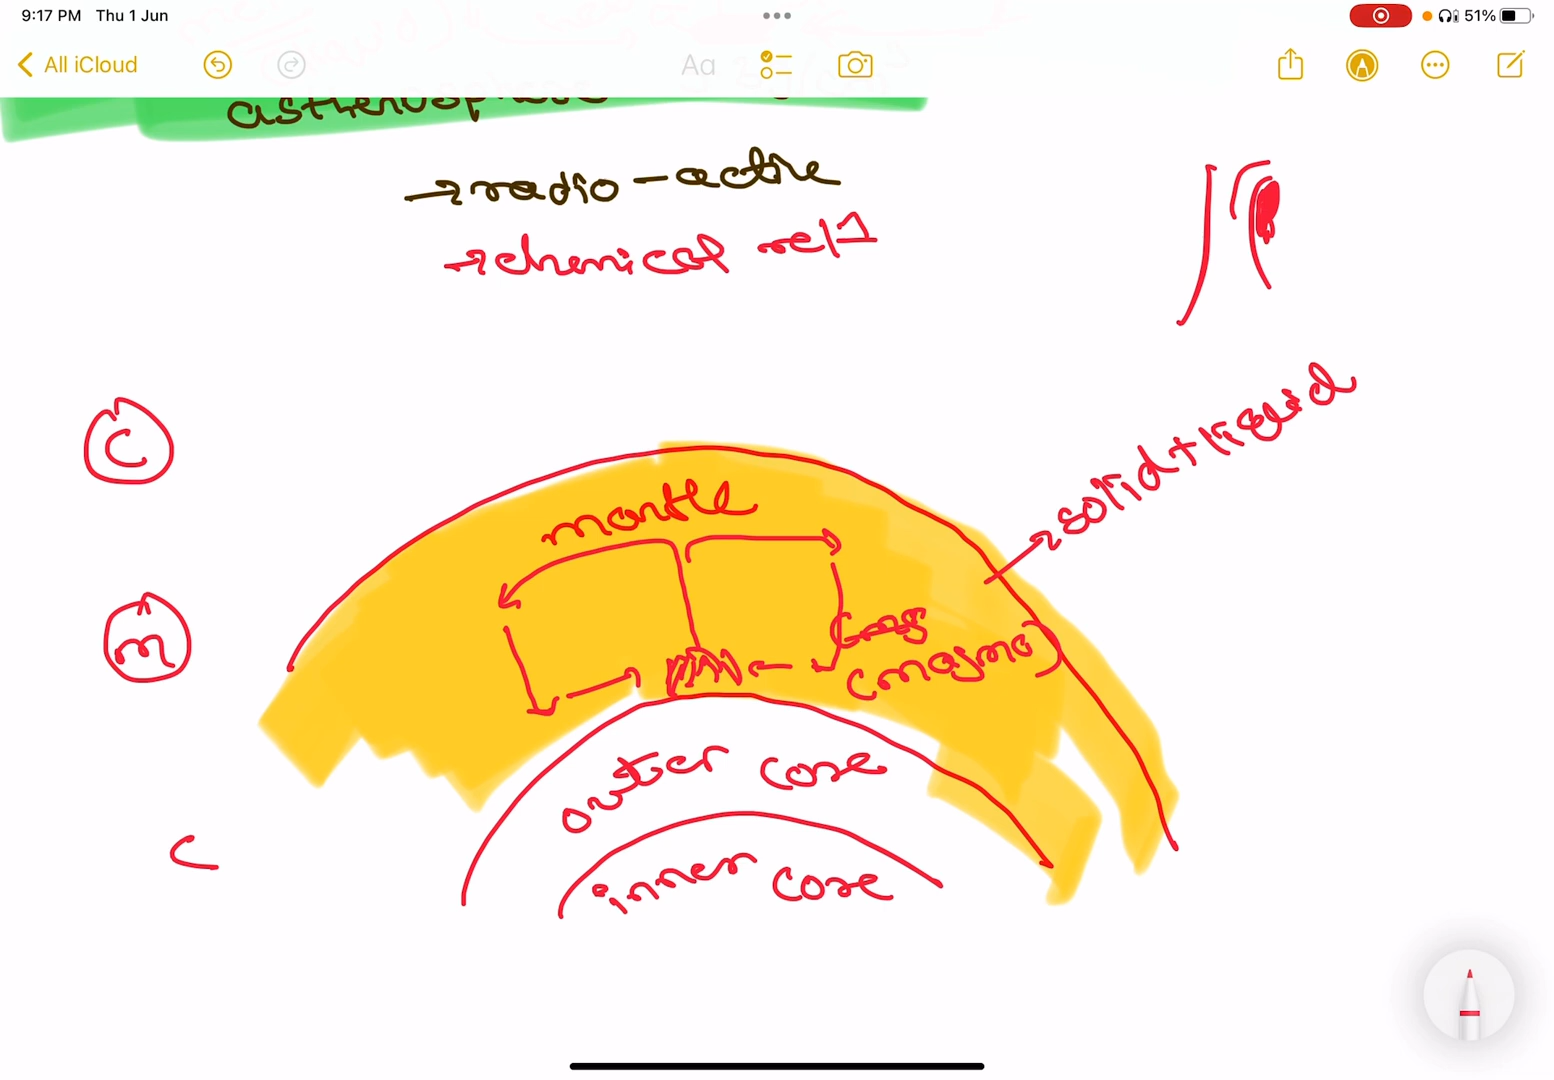 9:17 PM Thu 1 Jun
51%
All iCloud
Aa
asthenosphere
→ radio-active
→ chemical
C
solid + liquid
mantle
m
(magma)
outer core
C
inner core